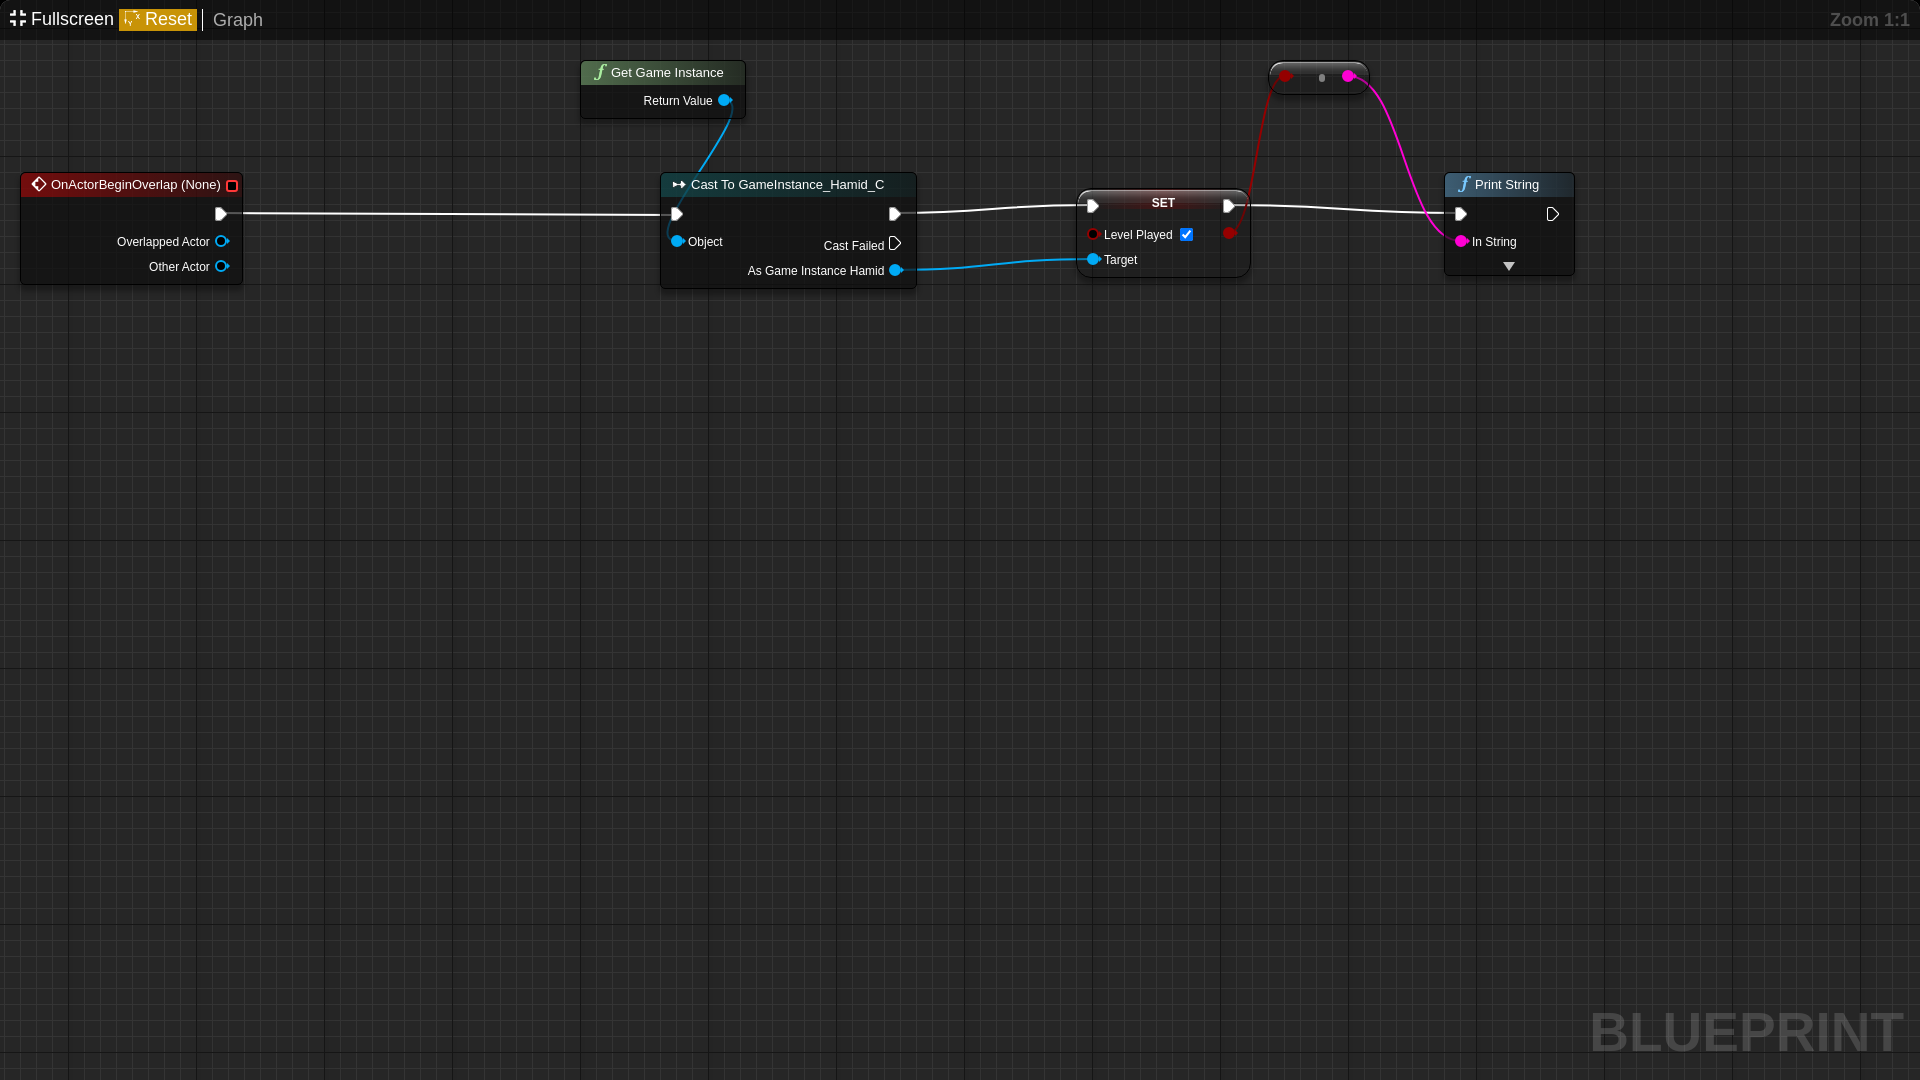 Fullscreen Reset Graph
Zoom 1:1
Get Game Instance
Return Value
OnActorBeginOverlap (None)
Overlapped Actor
Other Actor
Cast To GameInstance_Hamid_C
Object
Cast Failed
As Game Instance Hamid
SET
Level Played
Target
Print String
In String
BLUEPRINT